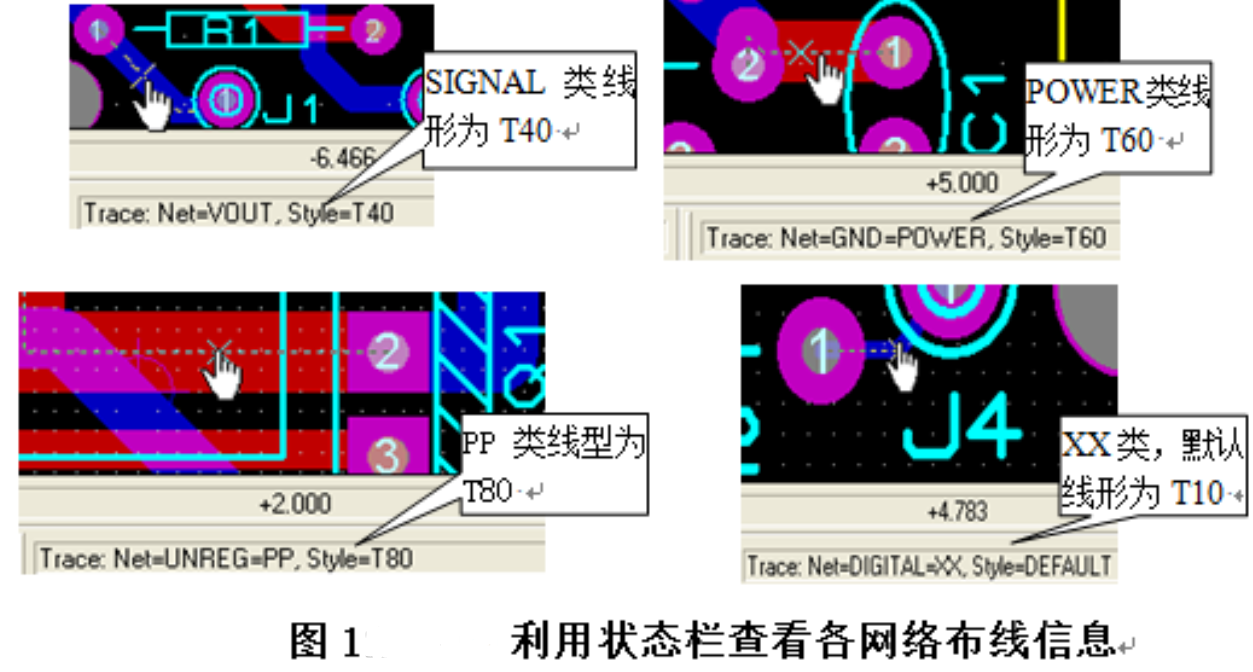 1 R1 2
1 J1
SIGNAL 类线
形为 T40
-6.466
Trace: Net=VOUT, Style=T40
2 1
C1
2
POWER类线
形为 T60
+5.000
Trace: Net=GND=POWER, Style=T60
2
3
PP 类线型为
T80
+2.000
Trace: Net=UNREG=PP, Style=T80
1
J4
XX类，默认
线形为 T10
+4.783
Trace: Net=DIGITAL=XX, Style=DEFAULT
图 1 利用状态栏查看各网络布线信息